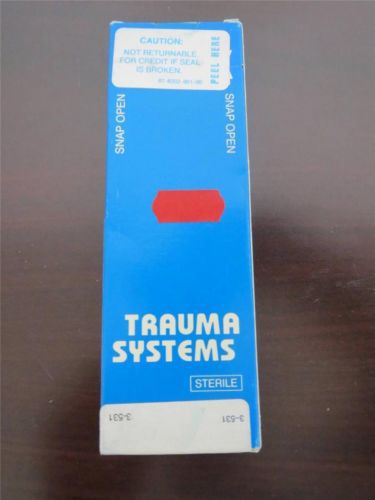 CAUTION:
NOT RETURNABLE
FOR CREDIT IF SEAL
IS BROKEN.
PEEL HERE
SNAP OPEN
SNAP OPEN
TRAUMA
SYSTEMS
STERILE
3-531
3-531